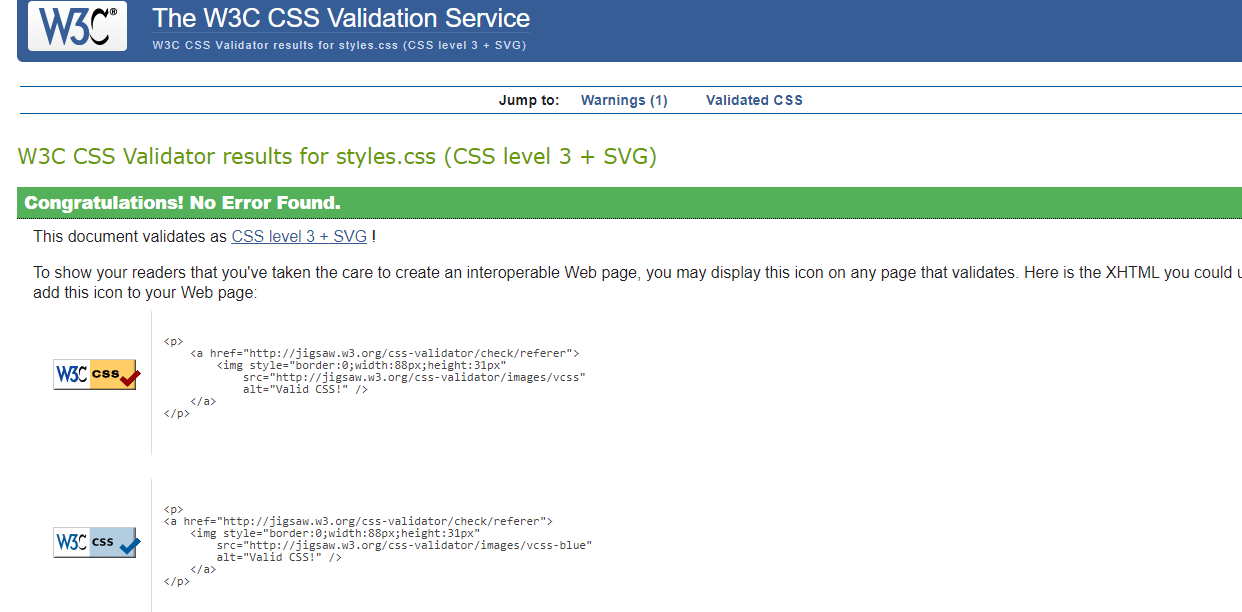 W3C®
The W3C CSS Validation Service
W3C CSS Validator results for styles.css (CSS level 3 + SVG)
Jump to: Warnings (1) Validated CSS
W3C CSS Validator results for styles.css (CSS level 3 + SVG)
Congratulations! No Error Found.
This document validates as CSS level 3 + SVG !
To show your readers that you've taken the care to create an interoperable Web page, you may display this icon on any page that validates. Here is the XHTML you could
add this icon to your Web page:
W3C css
<p>
<a href="http://jigsaw.w3.org/css-validator/check/referer">
<img style="border:0;width:88px;height:31px"
src="http://jigsaw.w3.org/css-validator/images/vcss"
alt="Valid CSS!" />
</a>
</p>
W3C css
<p>
<a href="http://jigsaw.w3.org/css-validator/check/referer">
<img style="border:0;width:88px;height:31px"
src="http://jigsaw.w3.org/css-validator/images/vcss-blue"
alt="Valid CSS!" />
</a>
</p>